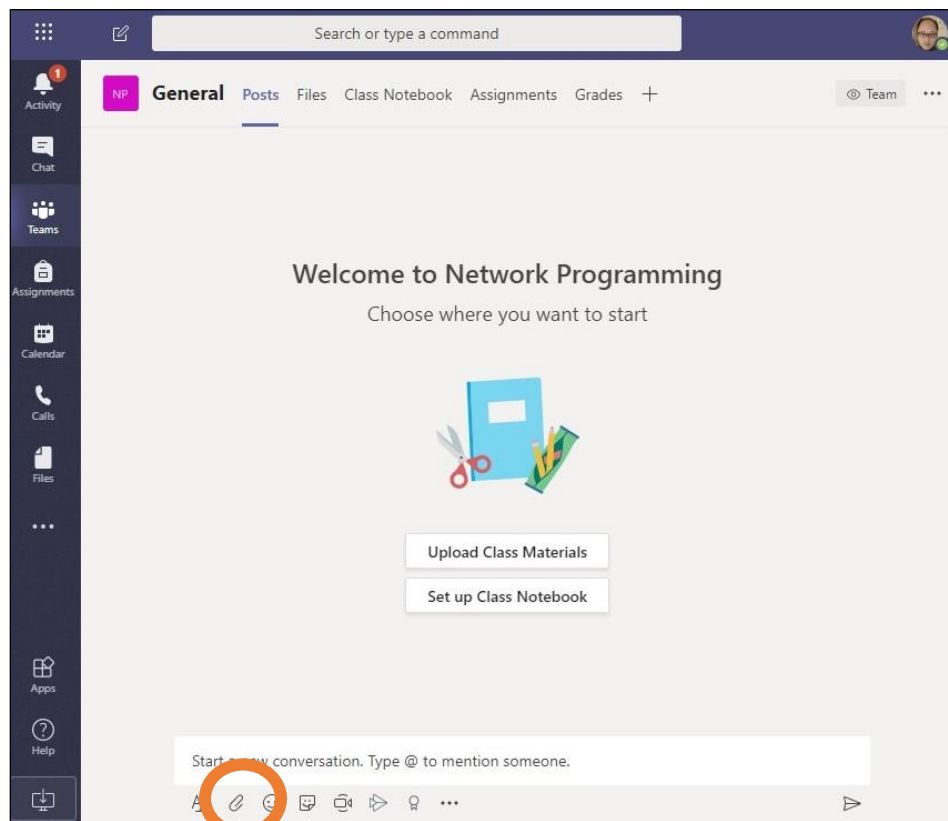 Search or type a command
1
Activity
NP General Posts Files Class Notebook Assignments Grades Team
Chat
Teams
Assignments
Calendar
Calls
Files
Welcome to Network Programming
Choose where you want to start
Upload Class Materials
Set up Class Notebook
Apps
Help
Start a new conversation. Type @ to mention someone.